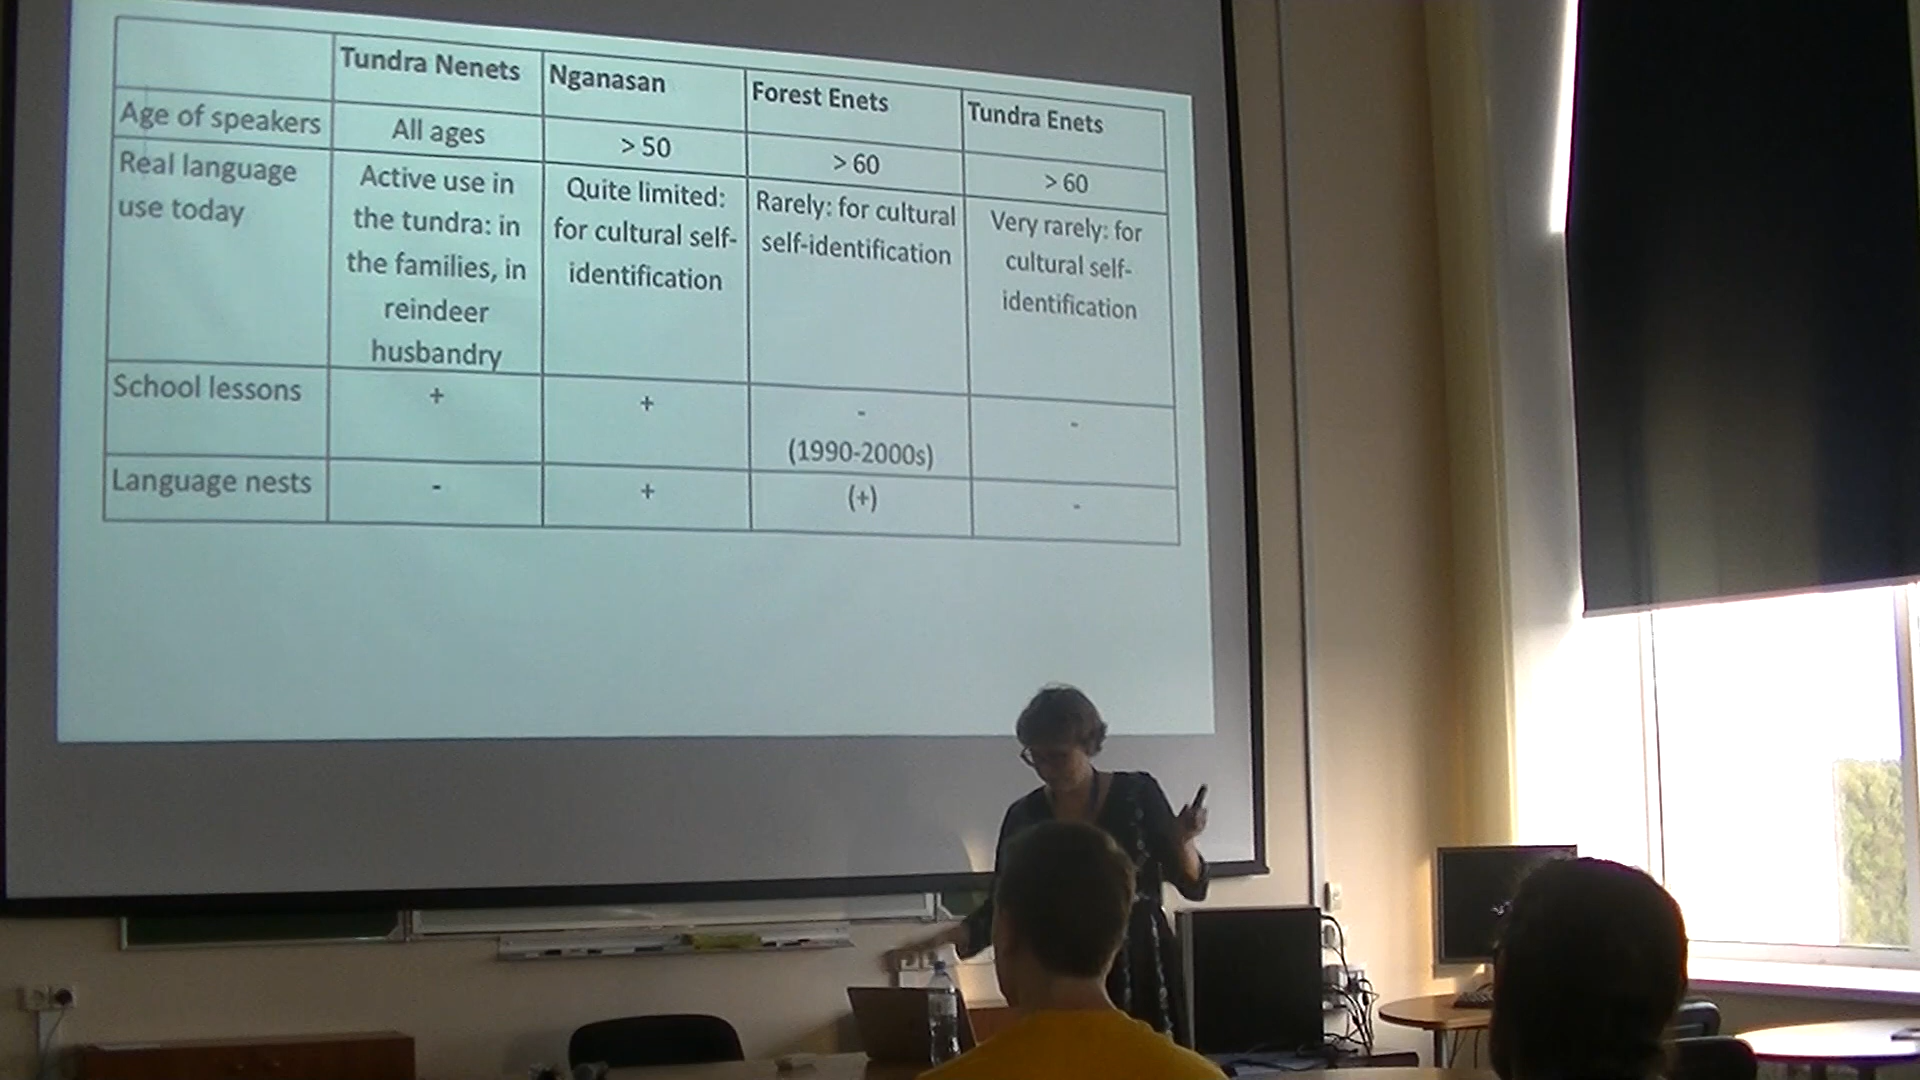 Tundra Nenets Nganasan Forest Enets Tundra Enets
Age of speakers All ages > 50 > 60 > 60
Real language
use today
Active use in
the tundra: in
the families, in
reindeer
husbandry
Quite limited:
for cultural self-
identification
Rarely: for cultural
self-identification
Very rarely: for
cultural self-
identification
School lessons + + - -
(1990-2000s)
Language nests - + (+) -